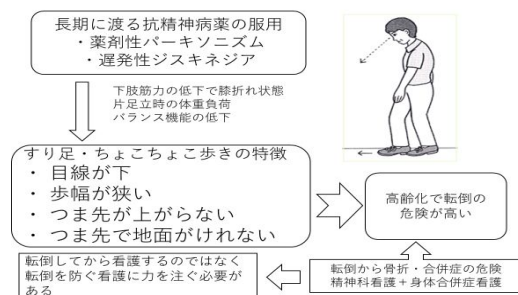 長期に渡る抗精神病薬の服用
・薬剤性パーキソニズム
・遅発性ジスキネジア
下肢筋力の低下で膝折れ状態
片足立時の体重負荷
バランス機能の低下
すり足・ちょこちょこ歩きの特徴
・ 目線が下
・ 歩幅が狭い
・ つま先が上がらない
・ つま先で地面がけれない
高齢化で転倒の
危険が高い
転倒から骨折・合併症の危険
精神科看護＋身体合併症看護
転倒してから看護するのではなく
転倒を防ぐ看護に力を注ぐ必要が
ある